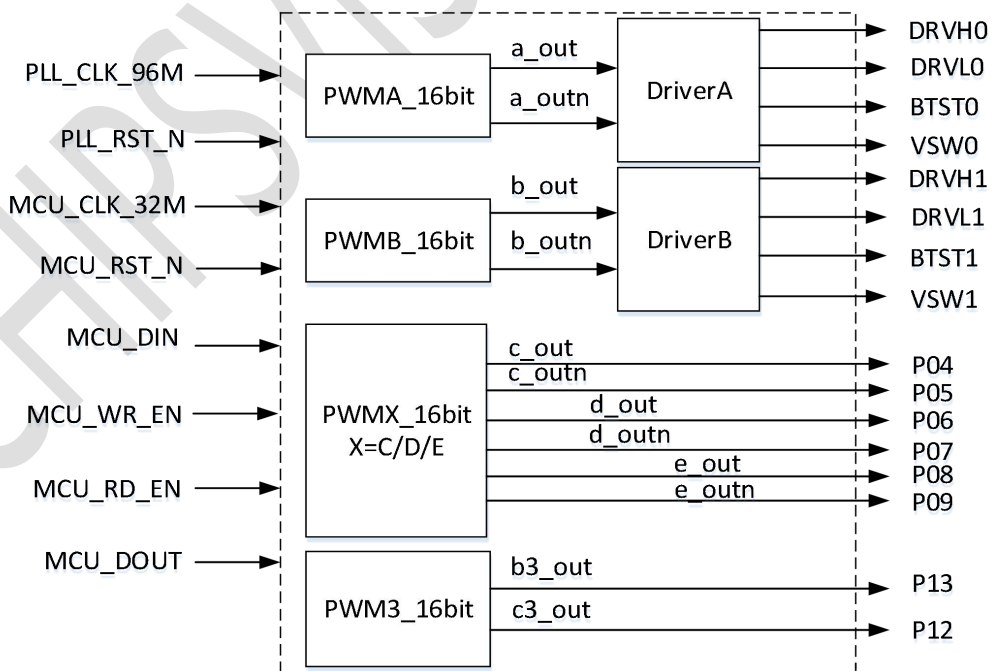 PLL_CLK_96M
PLL_RST_N
MCU_CLK_32M
MCU_RST_N
MCU_DIN
MCU_WR_EN
MCU_RD_EN
MCU_DOUT
PWMA_16bit
a_out
a_outn
DriverA
DRVH0
DRVL0
BTST0
VSW0
PWMB_16bit
b_out
b_outn
DriverB
DRVH1
DRVL1
BTST1
VSW1
PWMX_16bit
X=C/D/E
c_out
c_outn
d_out
d_outn
e_out
e_outn
P04
P05
P06
P07
P08
P09
PWM3_16bit
b3_out
c3_out
P13
P12